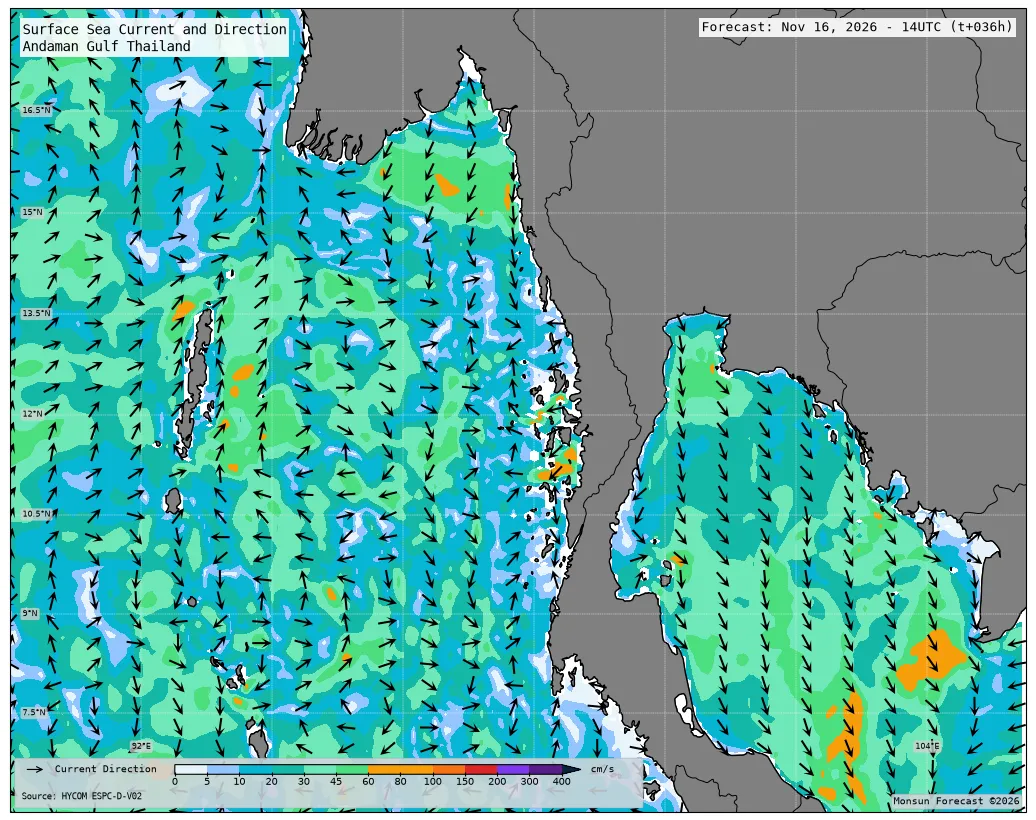 Surface Sea Current and Direction
Andaman Gulf Thailand
Forecast: Nov 16, 2026 - 14UTC (t+036h)
16.5°N
15°N
13.5°N
12°N
10.5°N
9°N
7.5°N
92°E
104°E
Current Direction
0 5 10 20 30 45 60 80 100 150 200 300 400 cm/s
Source: HYCOM ESPC-D-V02
Monsun Forecast ©2026